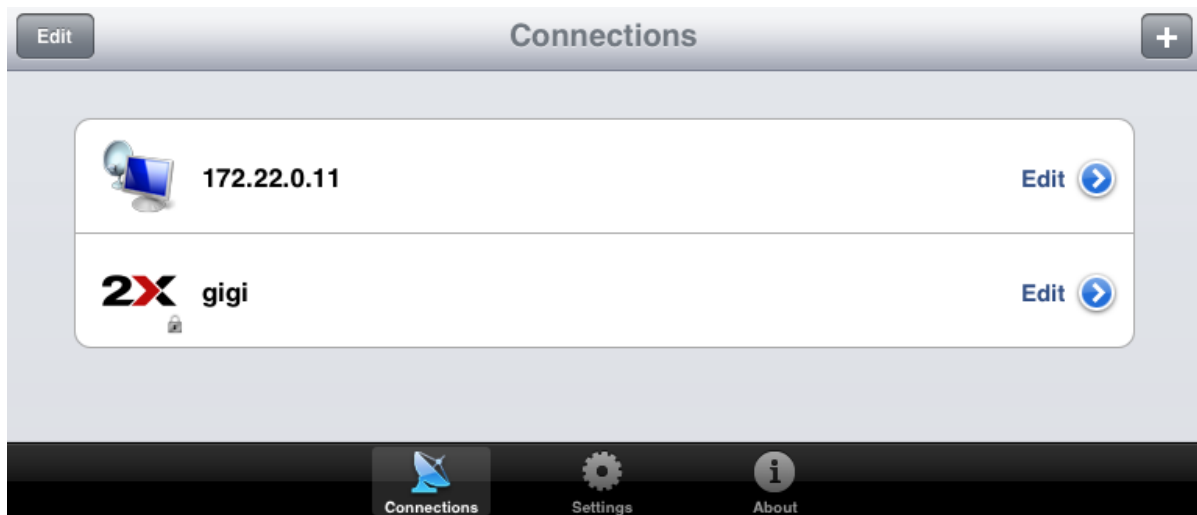 Edit Connections +
172.22.0.11 Edit
2X gigi Edit
Connections Settings About